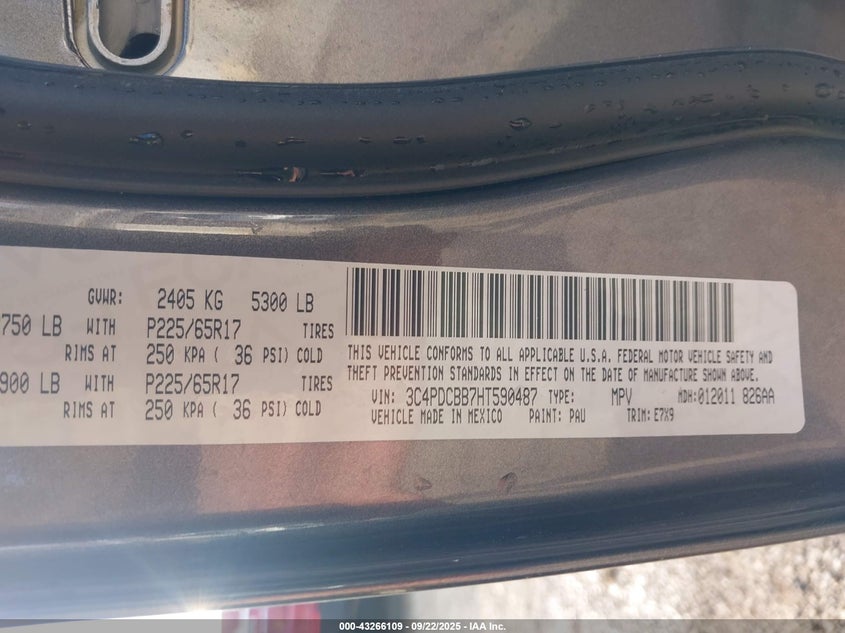 GVWR: 2405 KG 5300 LB
750 LB WITH P225/65R17 TIRES
RIMS AT 250 KPA ( 36 PSI) COLD
900 LB WITH P225/65R17 TIRES
RIMS AT 250 KPA ( 36 PSI) COLD
THIS VEHICLE CONFORMS TO ALL APPLICABLE U.S.A. FEDERAL MOTOR VEHICLE SAFETY AND
THEFT PREVENTION STANDARDS IN EFFECT ON THE DATE OF MANUFACTURE SHOWN ABOVE.
VIN: 3C4PDCBB7HT590487 TYPE: MPV MDH:012011 826AA
VEHICLE MADE IN MEXICO PAINT: PAU TRIM: E7X9
000-43266109 - 09/22/2025 - IAA Inc.